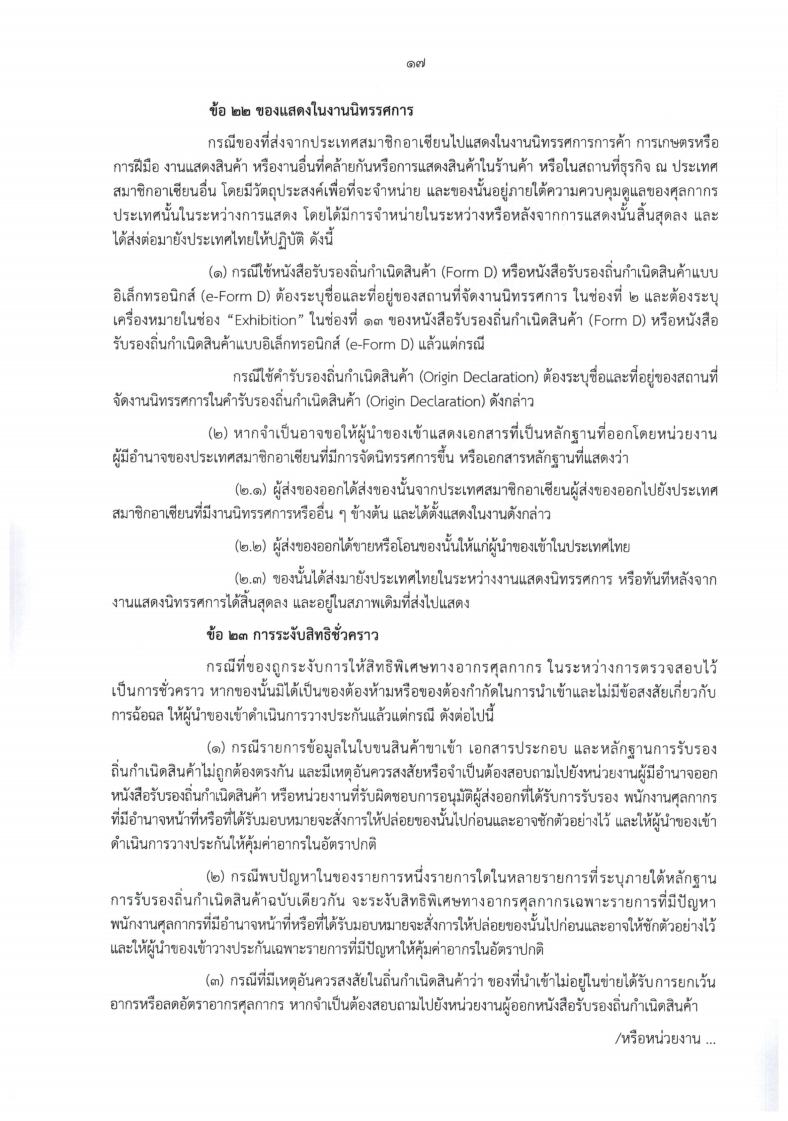 ๑๗
ข้อ ๒๒ ของแสดงในงานนิทรรศการ
กรณีของที่ส่งจากประเทศสมาชิกอาเซียนไปแสดงในงานนิทรรศการการค้า การเกษตรหรือ
การฝีมือ งานแสดงสินค้า หรืองานอื่นที่คล้ายกันหรือการแสดงสินค้าในร้านค้า หรือในสถานที่ธุรกิจ ณ ประเทศ
สมาชิกอาเซียนอื่น โดยมีวัตถุประสงค์เพื่อที่จะจำหน่าย และของนั้นอยู่ภายใต้ความควบคุมดูแลของศุลกากร
ประเทศนั้นในระหว่างการแสดง โดยได้มีการจำหน่ายในระหว่างหรือหลังจากการแสดงนั้นสิ้นสุดลง และ
ได้ส่งต่อมายังประเทศไทยให้ปฏิบัติ ดังนี้
(๑) กรณีใช้หนังสือรับรองถิ่นกำเนิดสินค้า (Form D) หรือหนังสือรับรองถิ่นกำเนิดสินค้าแบบ
อิเล็กทรอนิกส์ (e-Form D) ต้องระบุชื่อและที่อยู่ของสถานที่จัดงานนิทรรศการ ในช่องที่ ๒ และต้องระบุ
เครื่องหมายในช่อง “Exhibition” ในช่องที่ ๑๓ ของหนังสือรับรองถิ่นกำเนิดสินค้า (Form D) หรือหนังสือ
รับรองถิ่นกำเนิดสินค้าแบบอิเล็กทรอนิกส์ (e-Form D) แล้วแต่กรณี
กรณีใช้คำรับรองถิ่นกำเนิดสินค้า (Origin Declaration) ต้องระบุชื่อและที่อยู่ของสถานที่
จัดงานนิทรรศการในคำรับรองถิ่นกำเนิดสินค้า (Origin Declaration) ดังกล่าว
(๒) หากจำเป็นอาจขอให้ผู้นำของเข้าแสดงเอกสารที่เป็นหลักฐานที่ออกโดยหน่วยงาน
ผู้มีอำนาจของประเทศสมาชิกอาเซียนที่มีการจัดนิทรรศการขึ้น หรือเอกสารหลักฐานที่แสดงว่า
(๒.๑) ผู้ส่งของออกได้ส่งของนั้นจากประเทศสมาชิกอาเซียนผู้ส่งของออกไปยังประเทศ
สมาชิกอาเซียนที่มีงานนิทรรศการหรืออื่น ๆ ข้างต้น และได้ตั้งแสดงในงานดังกล่าว
(๒.๒) ผู้ส่งของออกได้ขายหรือโอนของนั้นให้แก่ผู้นำของเข้าในประเทศไทย
(๒.๓) ของนั้นได้ส่งมายังประเทศไทยในระหว่างงานแสดงนิทรรศการ หรือทันทีหลังจาก
งานแสดงนิทรรศการได้สิ้นสุดลง และอยู่ในสภาพเดิมที่ส่งไปแสดง
ข้อ ๒๓ การระงับสิทธิชั่วคราว
กรณีที่ของถูกระงับการให้สิทธิพิเศษทางอากรศุลกากร ในระหว่างการตรวจสอบไว้
เป็นการชั่วคราว หากของนั้นมิได้เป็นของต้องห้ามหรือของต้องกำกัดในการนำเข้าและไม่มีข้อสงสัยเกี่ยวกับ
การฉ้อฉล ให้ผู้นำของเข้าดำเนินการวางประกันแล้วแต่กรณี ดังต่อไปนี้
(๑) กรณีรายการข้อมูลในใบขนสินค้าขาเข้า เอกสารประกอบ และหลักฐานการรับรอง
ถิ่นกำเนิดสินค้าไม่ถูกต้องตรงกัน และมีเหตุอันควรสงสัยหรือจำเป็นต้องสอบถามไปยังหน่วยงานผู้มีอำนาจออก
หนังสือรับรองถิ่นกำเนิดสินค้า หรือหน่วยงานที่รับผิดชอบการอนุมัติผู้ส่งออกที่ได้รับการรับรอง พนักงานศุลกากร
ที่มีอำนาจหน้าที่หรือที่ได้รับมอบหมายจะสั่งการให้ปล่อยของนั้นไปก่อนและอาจชักตัวอย่างไว้ และให้ผู้นำของเข้า
ดำเนินการวางประกันให้คุ้มค่าอากรในอัตราปกติ
(๒) กรณีพบปัญหาในของรายการหนึ่งรายการใดในหลายรายการที่ระบุภายใต้หลักฐาน
การรับรองถิ่นกำเนิดสินค้าฉบับเดียวกัน จะระงับสิทธิพิเศษทางอากรศุลกากรเฉพาะรายการที่มีปัญหา
พนักงานศุลกากรที่มีอำนาจหน้าที่หรือที่ได้รับมอบหมายจะสั่งการให้ปล่อยของนั้นไปก่อนและอาจให้ชักตัวอย่างไว้
และให้ผู้นำของเข้าวางประกันเฉพาะรายการที่มีปัญหาให้คุ้มค่าอากรในอัตราปกติ
(๓) กรณีที่มีเหตุอันควรสงสัยในถิ่นกำเนิดสินค้าว่า ของที่นำเข้าไม่อยู่ในข่ายได้รับการยกเว้น
อากรหรือลดอัตราอากรศุลกากร หากจำเป็นต้องสอบถามไปยังหน่วยงานผู้ออกหนังสือรับรองถิ่นกำเนิดสินค้า
/หรือหน่วยงาน ...